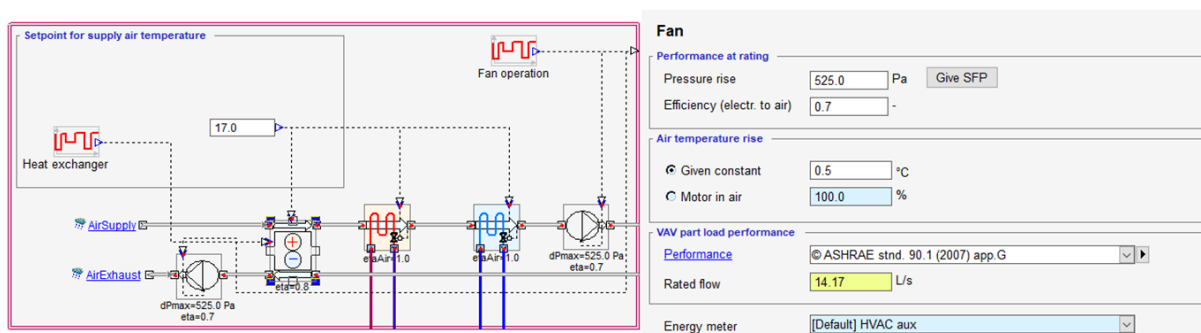 Setpoint for supply air temperature
Fan operation
17.0
Heat exchanger
AirSupply
etaAir=1.0
etaAir=1.0
dPmax=525.0 Pa
eta=0.7
AirExhaust
eta=0.8
dPmax=525.0 Pa
eta=0.7
Fan
Performance at rating
Pressure rise 525.0 Pa Give SFP
Efficiency (electr. to air) 0.7 -
Air temperature rise
Given constant 0.5 °C
Motor in air 100.0 %
VAV part load performance
Performance © ASHRAE stnd. 90.1 (2007) app.G
Rated flow 14.17 L/s
Energy meter [Default] HVAC aux